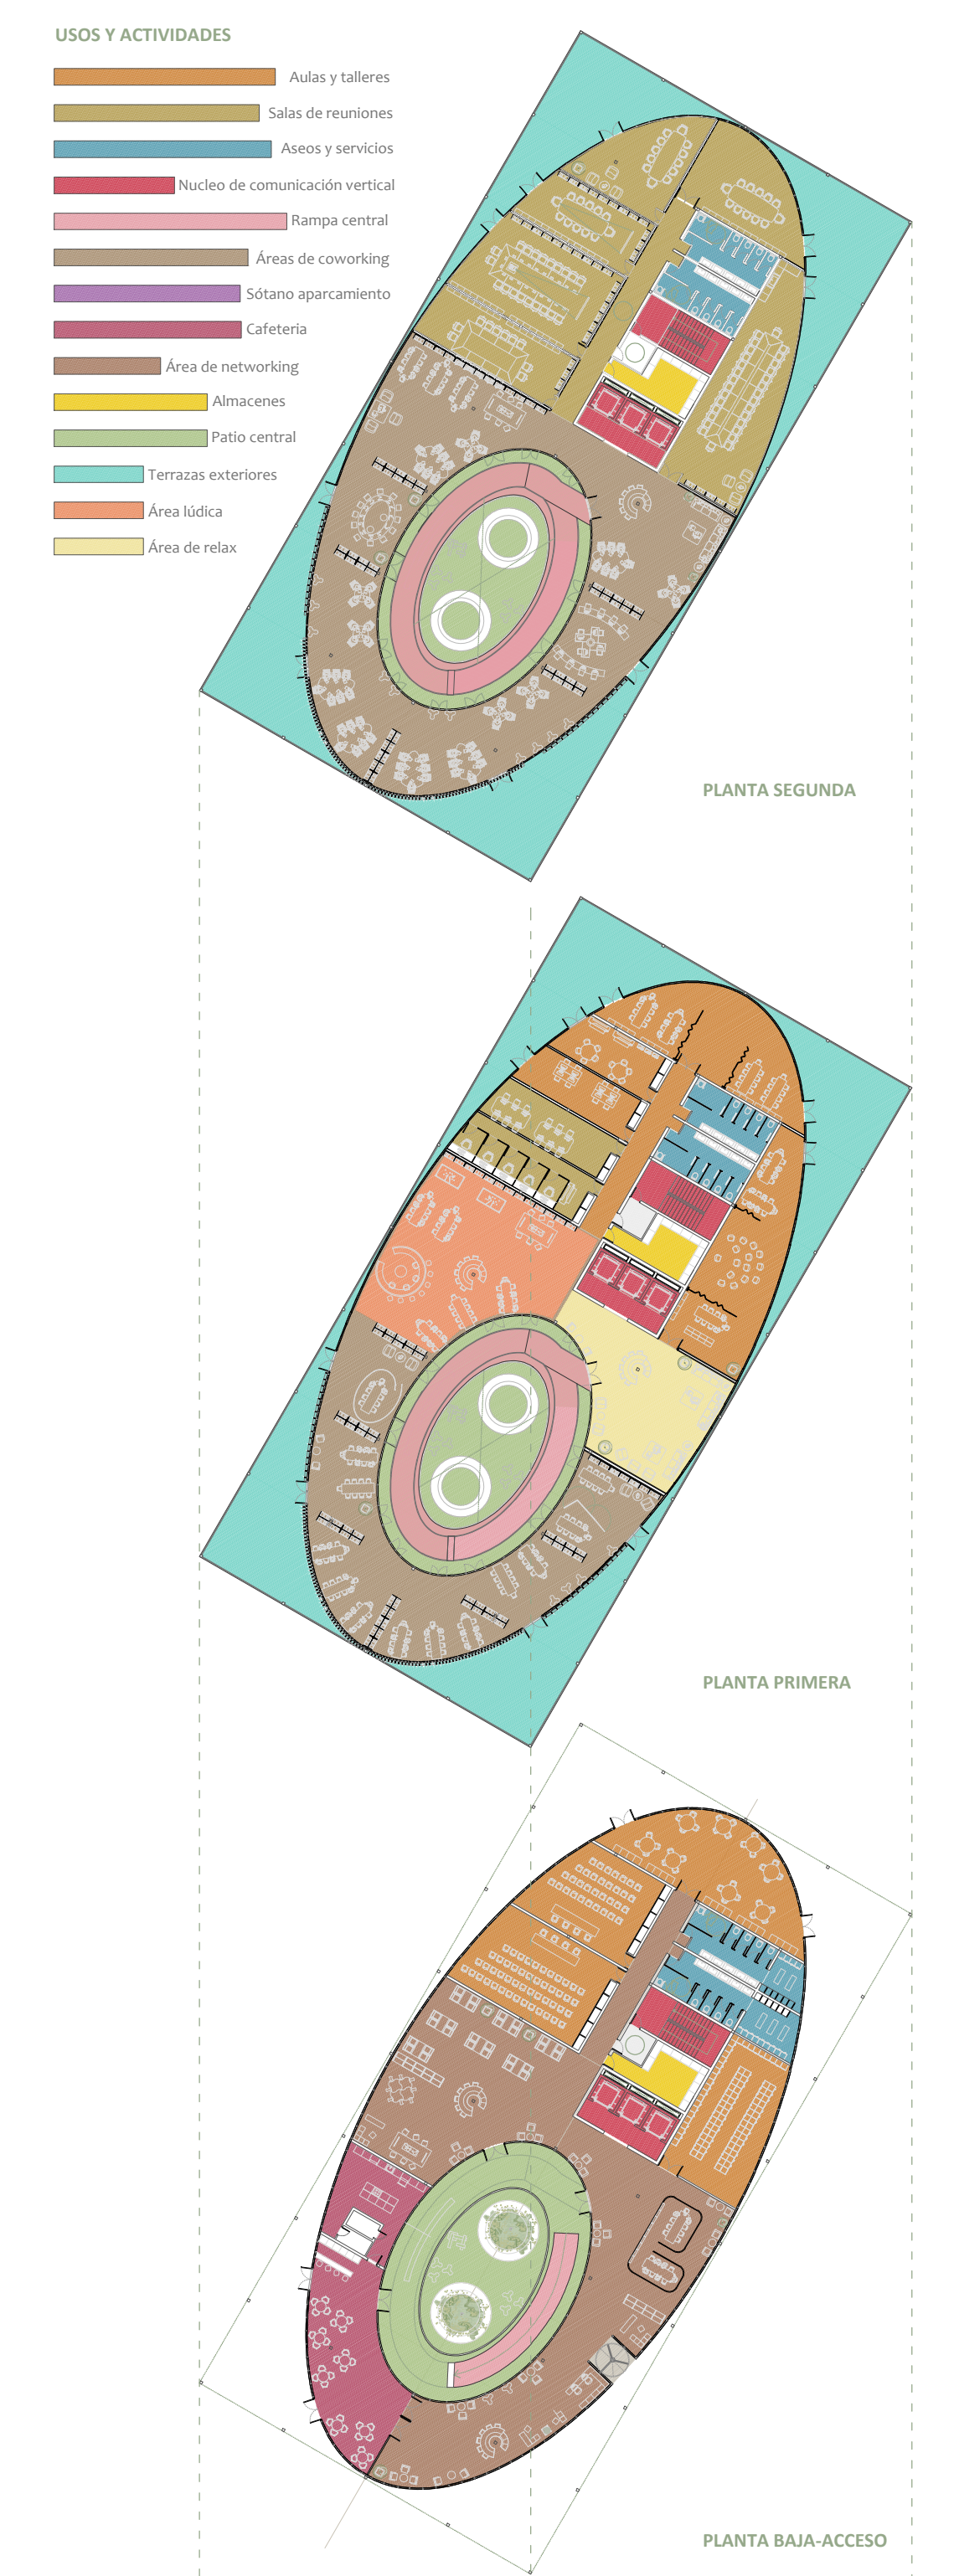 USOS Y ACTIVIDADES
Aulas y talleres
Salas de reuniones
Aseos y servicios
Nucleo de comunicación vertical
Rampa central
Áreas de coworking
Sótano aparcamiento
Cafeteria
Área de networking
Almacenes
Patio central
Terrazas exteriores
Área lúdica
Área de relax
PLANTA SEGUNDA
PLANTA PRIMERA
PLANTA BAJA-ACCESO